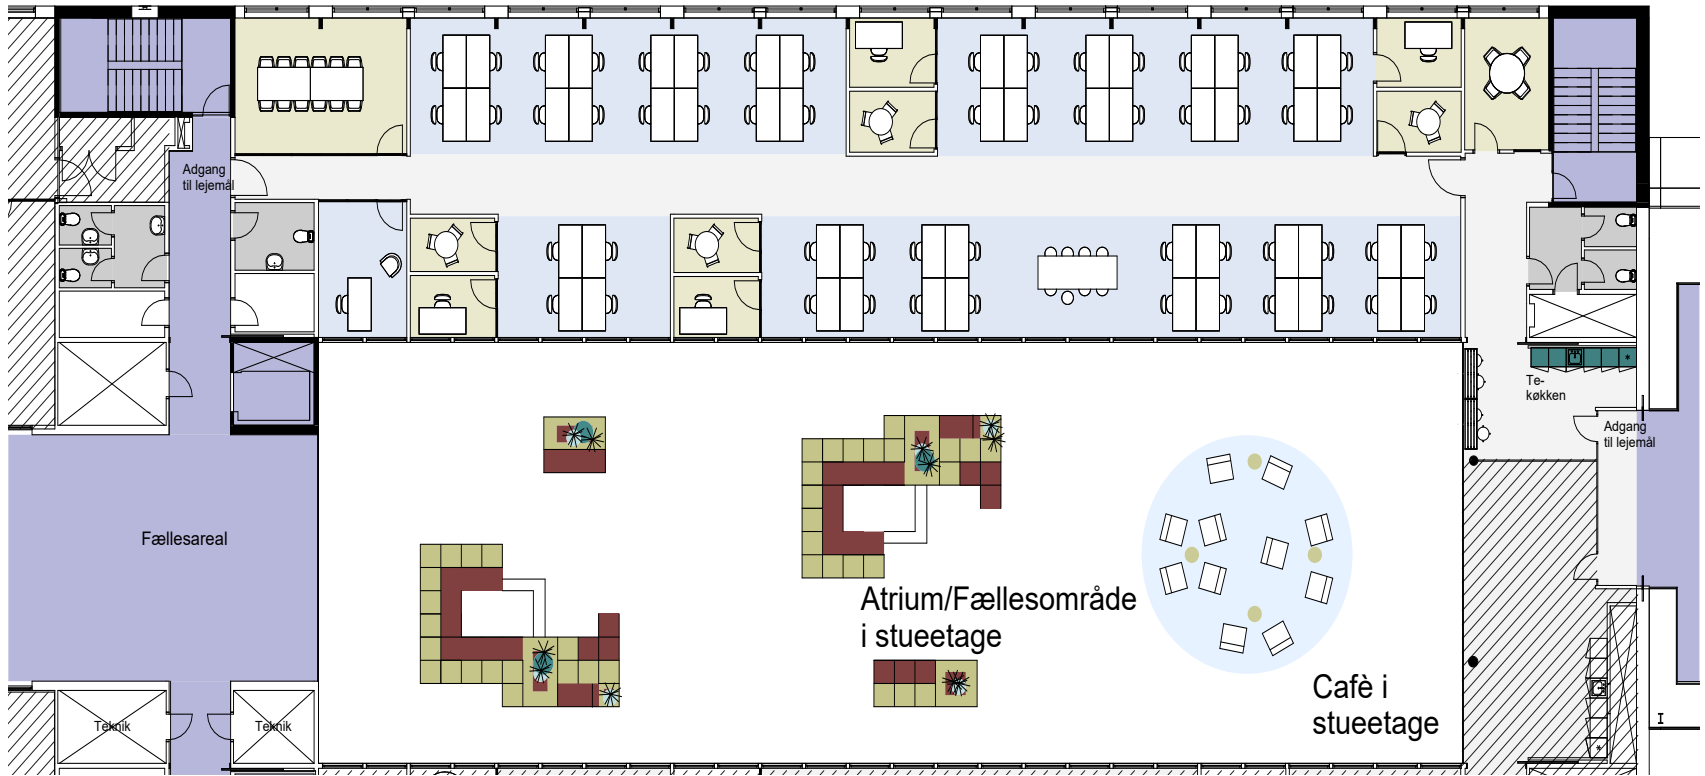 Adgang
til lejemål
Te-
køkken
Adgang
til lejemål
Fællesareal
Atrium/Fællesområde
i stueetage
Cafè i
stueetage
Teknik
Teknik
I